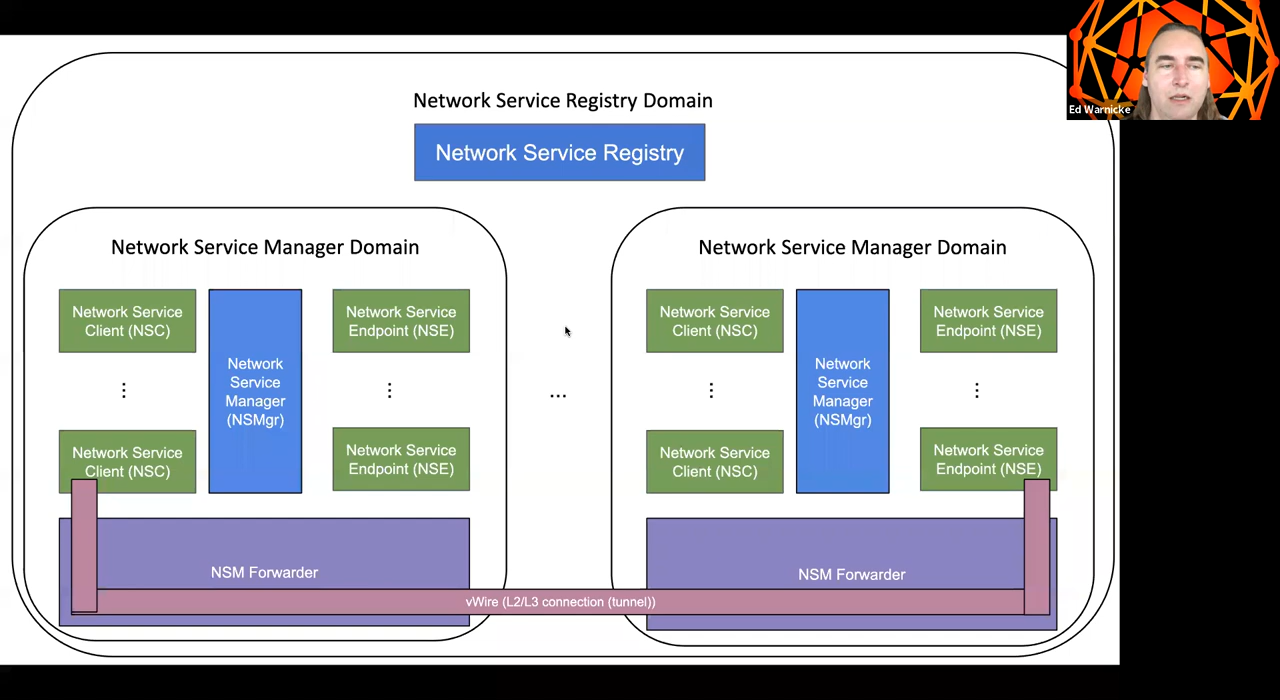 Ed Warnicke
Network Service Registry Domain
Network Service Registry
Network Service Manager Domain
Network Service
Client (NSC)
Network
Service
Manager
(NSMgr)
Network Service
Endpoint (NSE)
⋮
⋮
Network Service
Client (NSC)
Network Service
Endpoint (NSE)
NSM Forwarder
...
Network Service Manager Domain
Network Service
Client (NSC)
Network
Service
Manager
(NSMgr)
Network Service
Endpoint (NSE)
⋮
⋮
Network Service
Client (NSC)
Network Service
Endpoint (NSE)
NSM Forwarder
vWire (L2/L3 connection (tunnel))